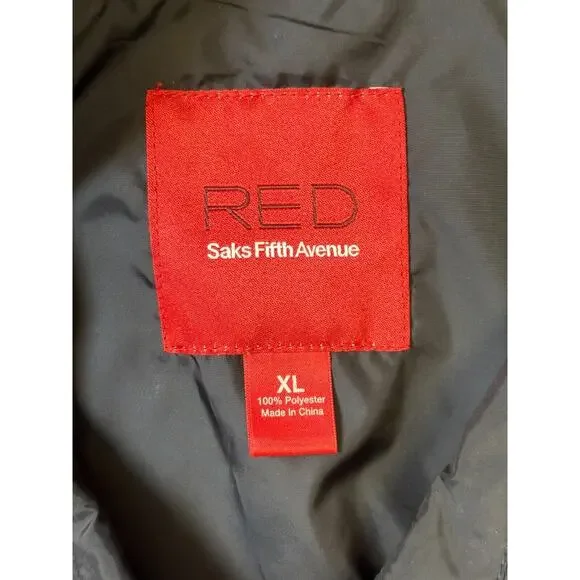 RED
Saks Fifth Avenue
XL
100% Polyester
Made in China